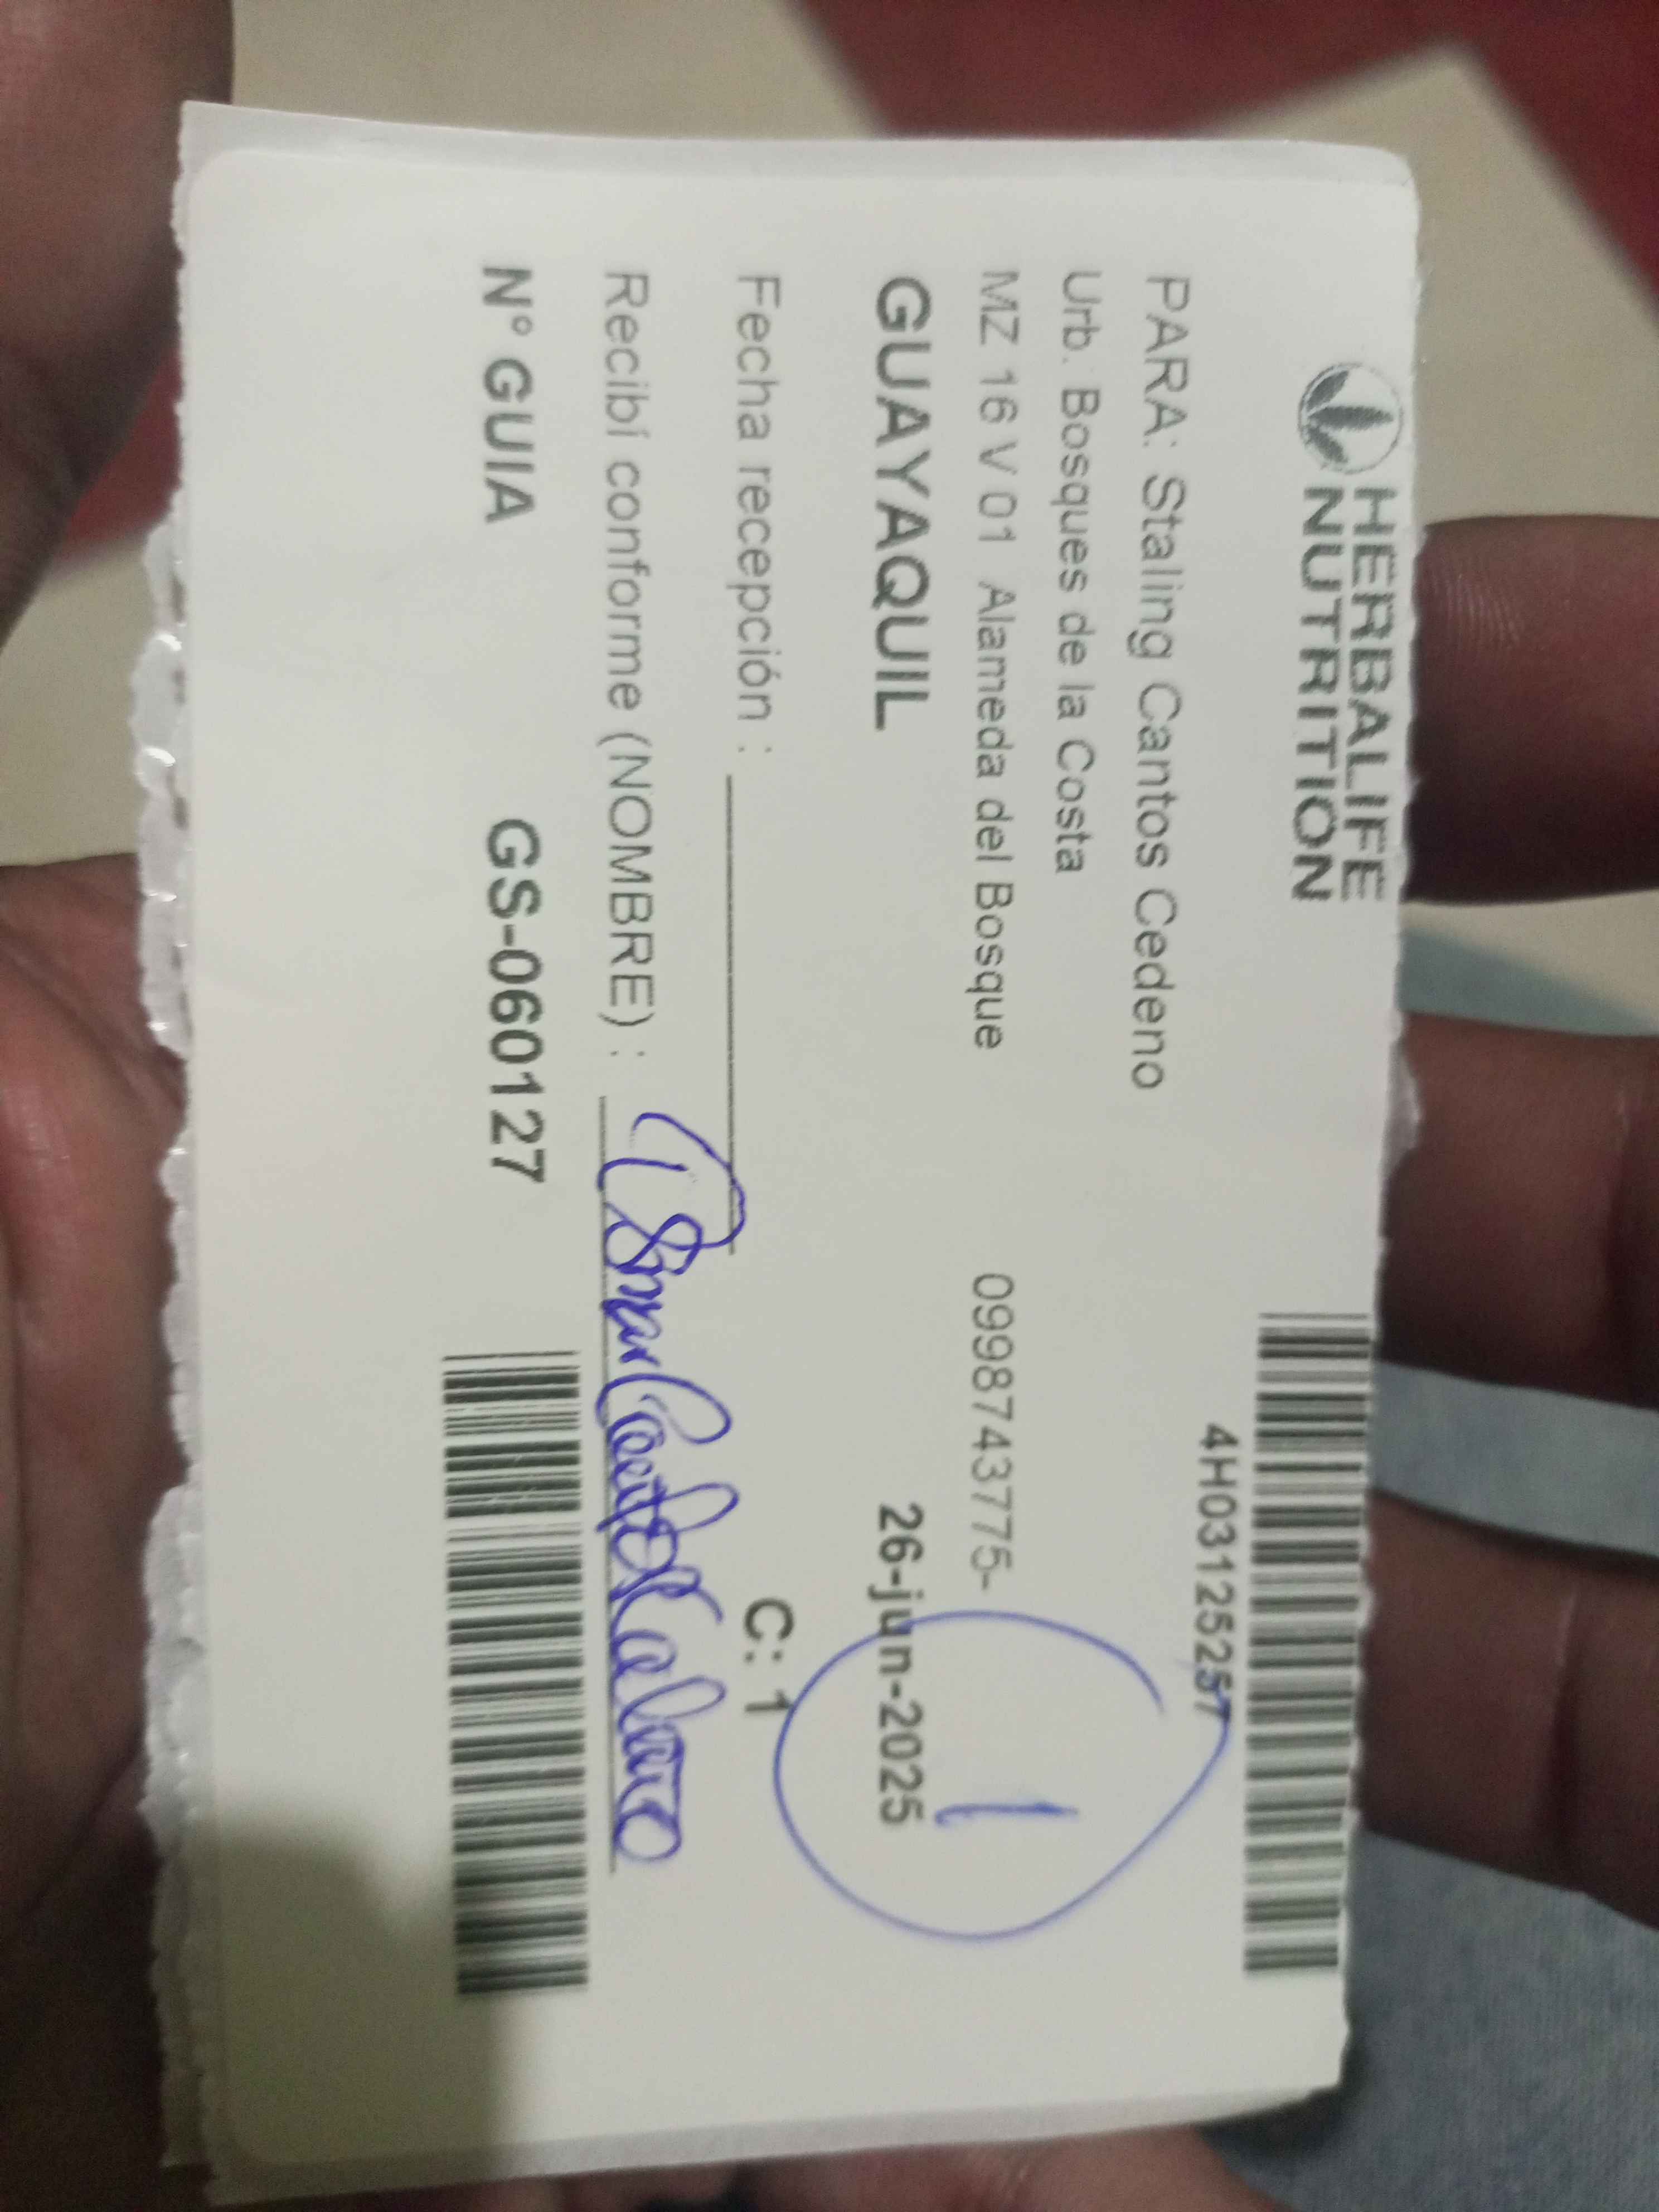 HERBALIFE
NUTRITION
4H03125257
PARA: Staling Cantos Cedeno
Urb. Bosques de la Costa
MZ 16 V 01 Alameda del Bosque 0998743775-
1
GUAYAQUIL 26-jun-2025
Fecha recepción : C: 1
Recibí conforme (NOMBRE) :
N° GUIA GS-060127